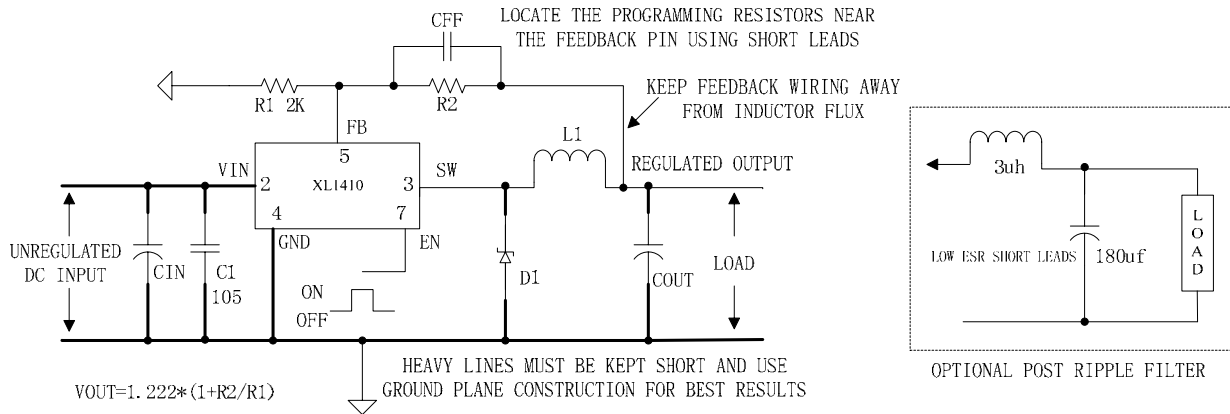 LOCATE THE PROGRAMMING RESISTORS NEAR
THE FEEDBACK PIN USING SHORT LEADS
CFF
R1 2K
R2
KEEP FEEDBACK WIRING AWAY
FROM INDUCTOR FLUX
FB
5
L1
VIN
SW
REGULATED OUTPUT
2
XL1410
3
4
7
GND
EN
UNREGULATED
DC INPUT
CIN
C1
105
ON
OFF
D1
COUT
LOAD
HEAVY LINES MUST BE KEPT SHORT AND USE
GROUND PLANE CONSTRUCTION FOR BEST RESULTS
VOUT=1.222*(1+R2/R1)
3uh
LOW ESR SHORT LEADS
180uf
LOAD
OPTIONAL POST RIPPLE FILTER